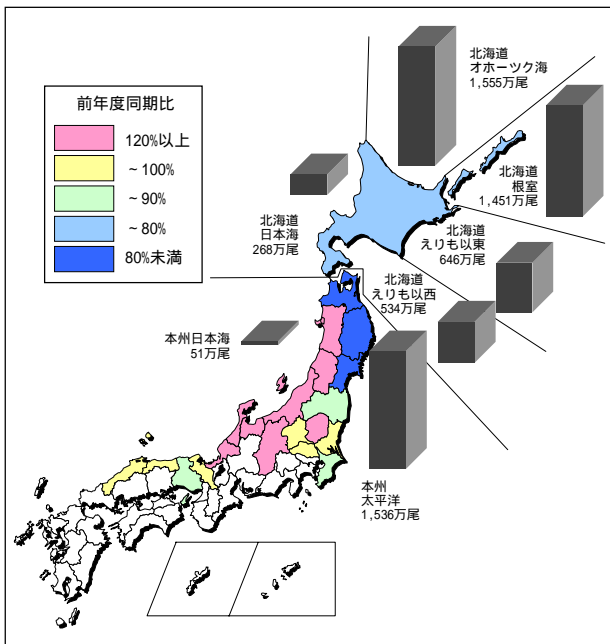 前年度同期比
120%以上
~100%
~90%
~80%
80%未満
北海道
オホーツク海
1,555万尾
北海道
根室
1,451万尾
北海道
日本海
268万尾
北海道
えりも以東
646万尾
北海道
えりも以西
534万尾
本州日本海
51万尾
本州
太平洋
1,536万尾